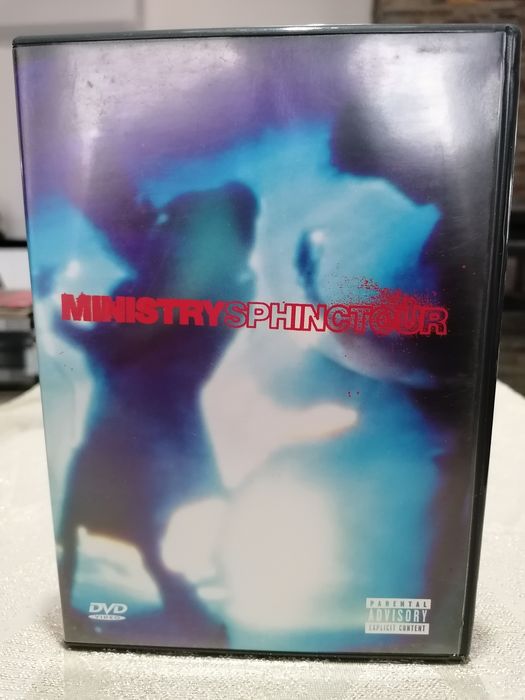 MINISTRYSPHINCTOUR
DVD
VIDEO
PARENTAL
ADVISORY
EXPLICIT CONTENT